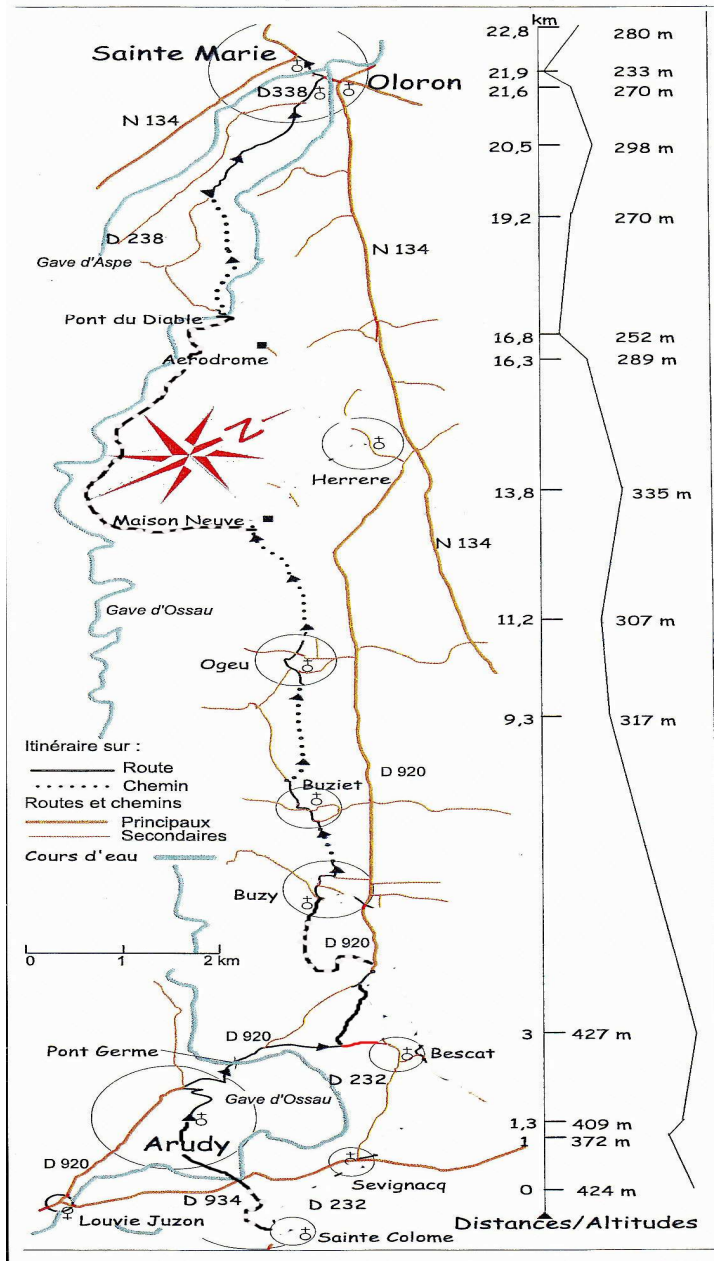 km
22,8
280 m
Sainte Marie
21,9
233 m
21,6
270 m
Oloron
D338
N 134
20,5
298 m
19,2
270 m
D 238
N 134
Gave d'Aspe
Pont du Diable
16,8
252 m
Aerodrome
16,3
289 m
N
Herrere
13,8
335 m
Maison Neuve
N 134
Gave d'Ossau
11,2
307 m
Ogeu
9,3
317 m
Itinéraire sur :
Route
D 920
Chemin
Buziet
Routes et chemins
Principaux
Secondaires
Cours d'eau
Buzy
D 920
0
1
2 km
D 920
3
427 m
Pont Germe
Bescat
D 232
Gave d'Ossau
1,3
409 m
Arudy
1
372 m
D 920
Sevignacq
0
424 m
D 934
D 232
Louvie Juzon
Distances/Altitudes
Sainte Colome